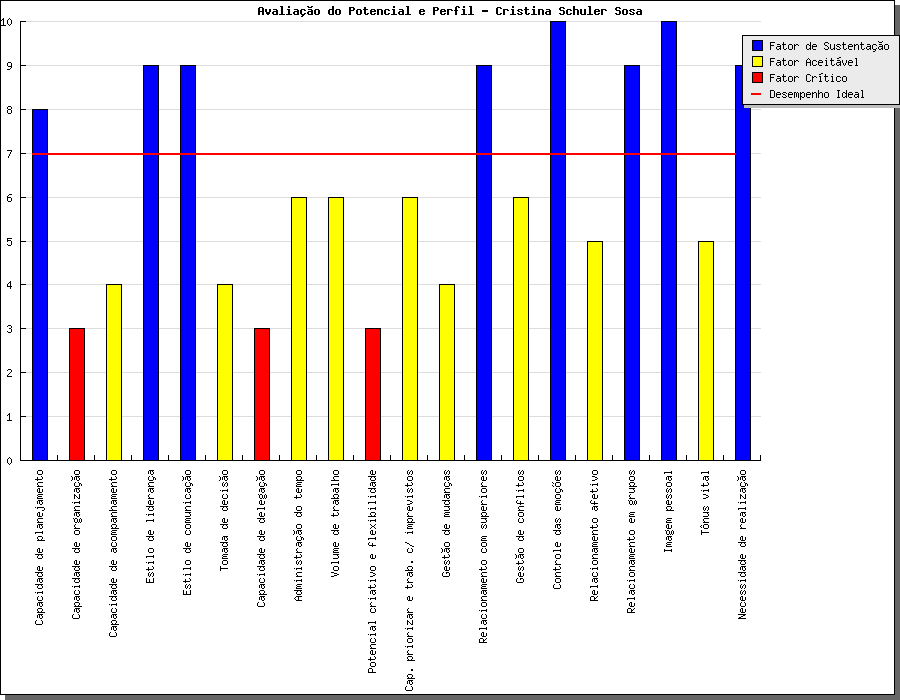 Avaliação do Potencial e Perfil - Cristina Schuler Sosa
Fator de Sustentação
Fator Aceitável
Fator Crítico
Desempenho Ideal
10
9
8
7
6
5
4
3
2
1
0
Capacidade de planejamento
Capacidade de organização
Capacidade de acompanhamento
Estilo de liderança
Estilo de comunicação
Tomada de decisão
Capacidade de delegação
Administração do tempo
Volume de trabalho
Potencial criativo e flexibilidade
Cap. priorizar e trab. c/ imprevistos
Gestão de mudanças
Relacionamento com superiores
Gestão de conflitos
Controle das emoções
Relacionamento afetivo
Relacionamento em grupos
Imagem pessoal
Tônus vital
Necessidade de realização